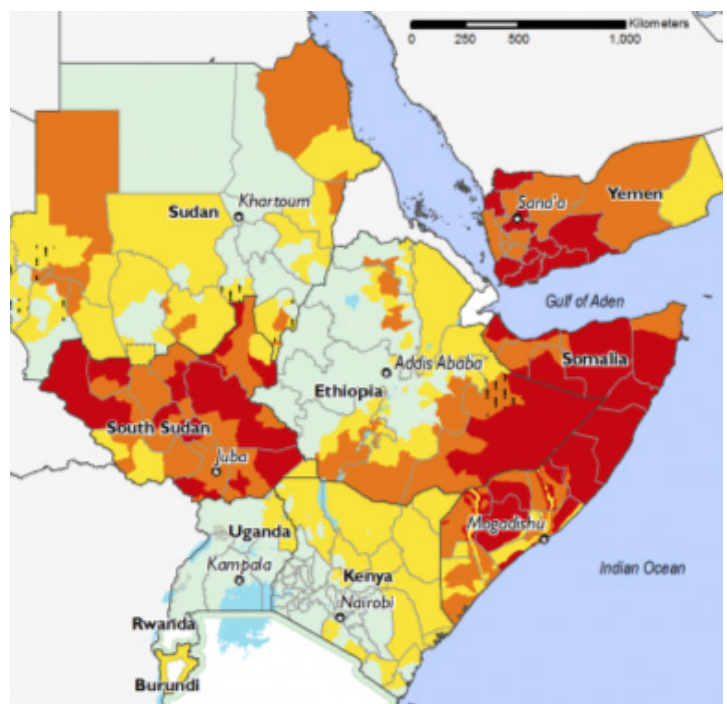 Kilometers
0 250 500 1,000
Khartoum
Sudan
Sana'a
Yemen
Gulf of Aden
Addis Ababa
Somalia
Ethiopia
South Sudan
Juba
Mogadishu
Uganda
Kampala
Kenya
Indian Ocean
Nairobi
Rwanda
Burundi